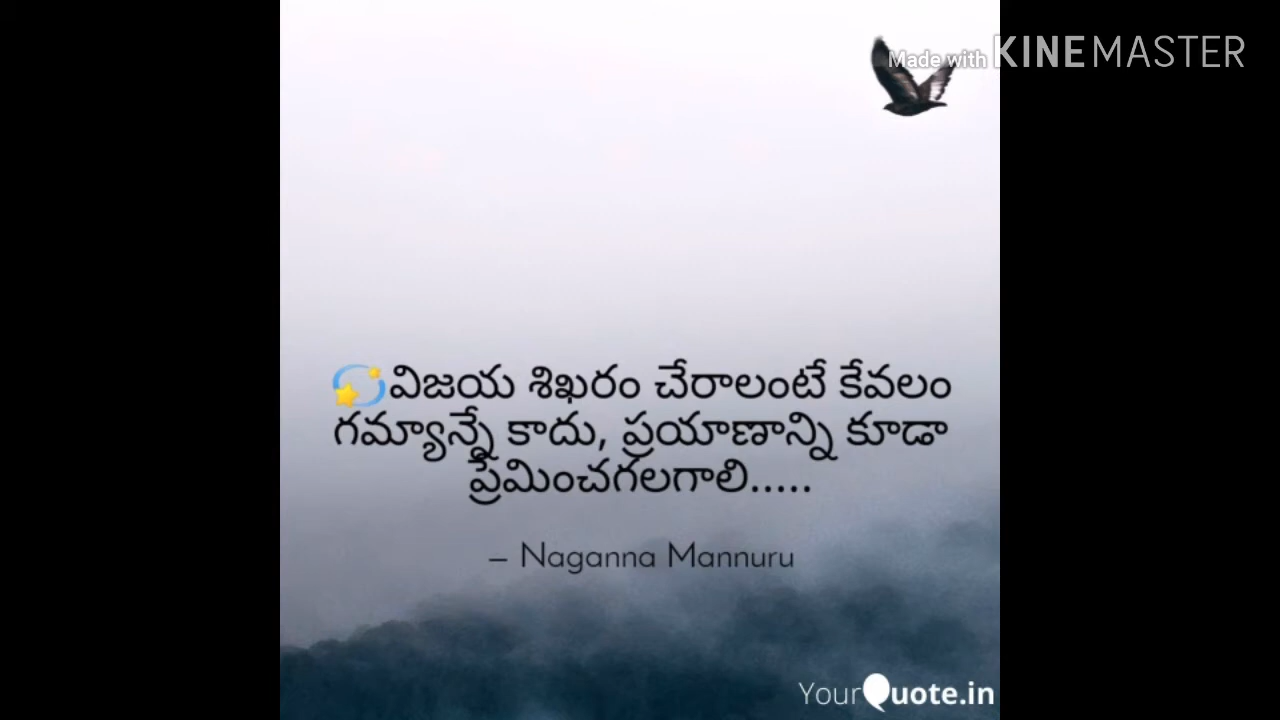 Made with KINEMASTER
💫విజయ శిఖరం చేరాలంటే కేవలం
గమ్యాన్నే కాదు, ప్రయాణాన్ని కూడా
ప్రేమించగలగాలి.....
– Naganna Mannuru
YourQuote.in